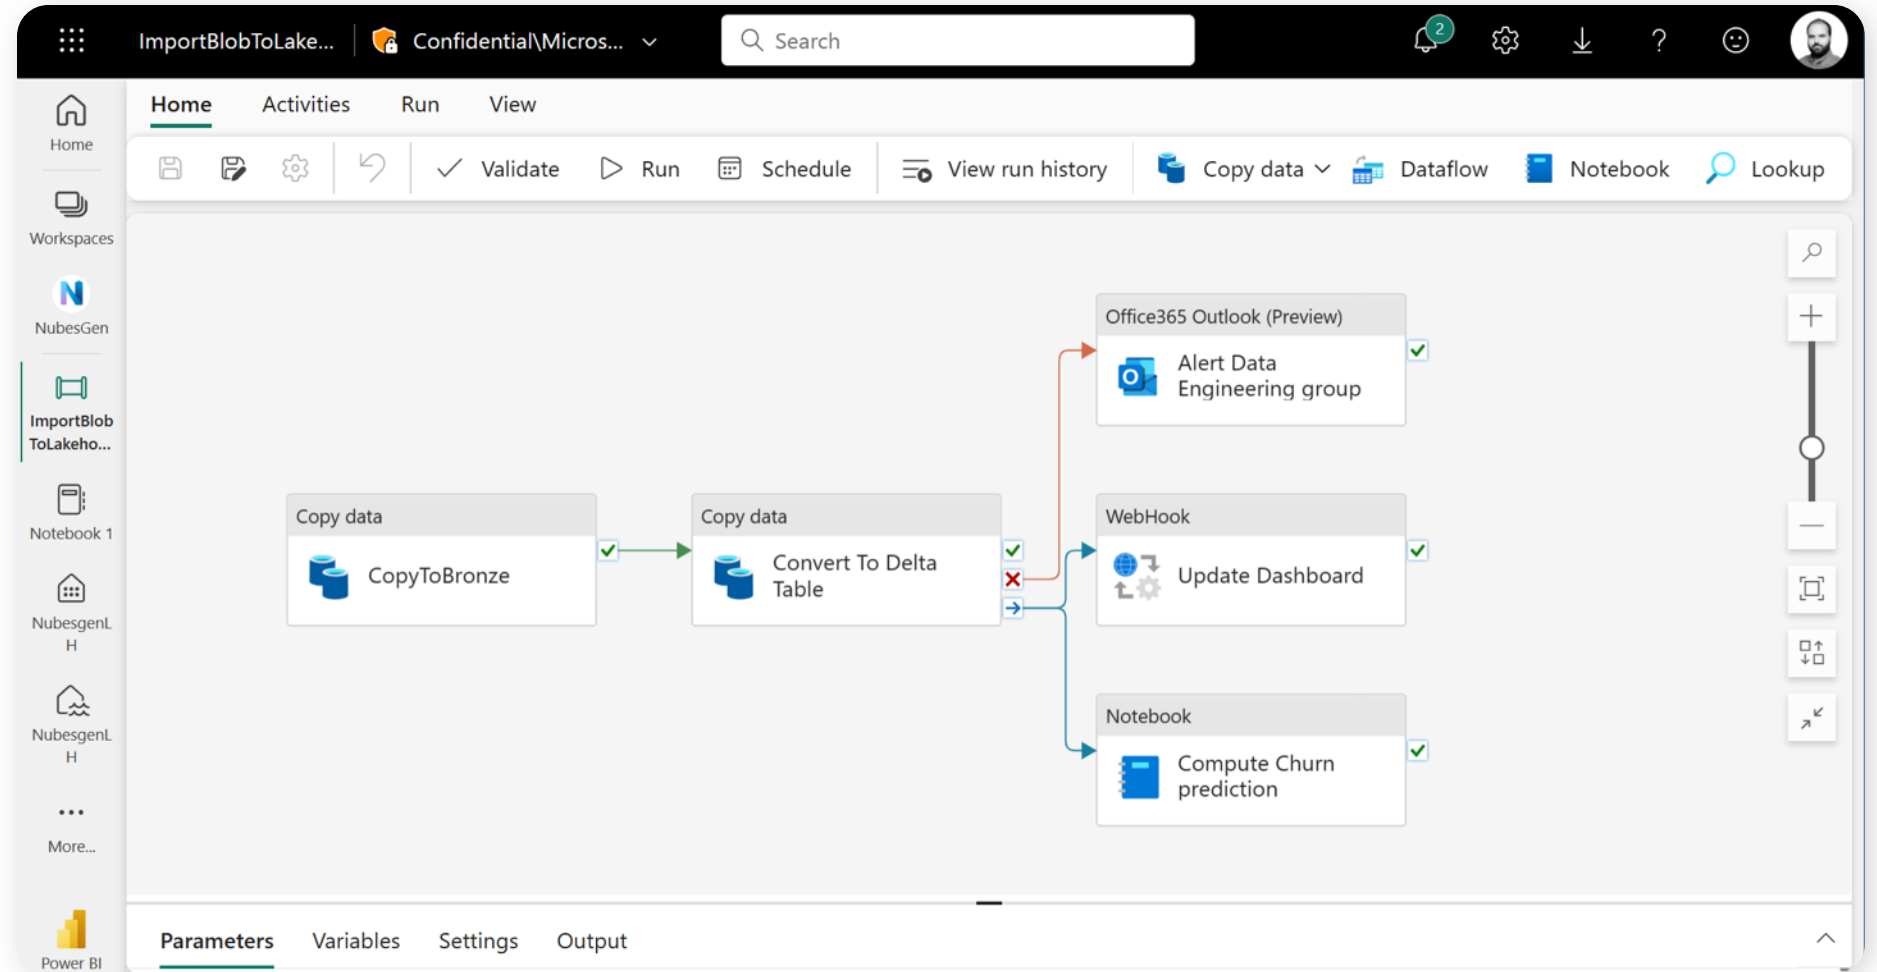 ImportBlobToLake...
Confidential\Micros...
Search
2
?
Home
Activities
Run
View
Validate
Run
Schedule
View run history
Copy data
Dataflow
Notebook
Lookup
Home
Workspaces
NubesGen
ImportBlob
ToLakeho...
Notebook 1
NubesgenL
H
NubesgenL
H
More...
Power BI
Office365 Outlook (Preview)
Alert Data
Engineering group
Copy data
CopyToBronze
Copy data
Convert To Delta
Table
WebHook
Update Dashboard
Notebook
Compute Churn
prediction
Parameters
Variables
Settings
Output